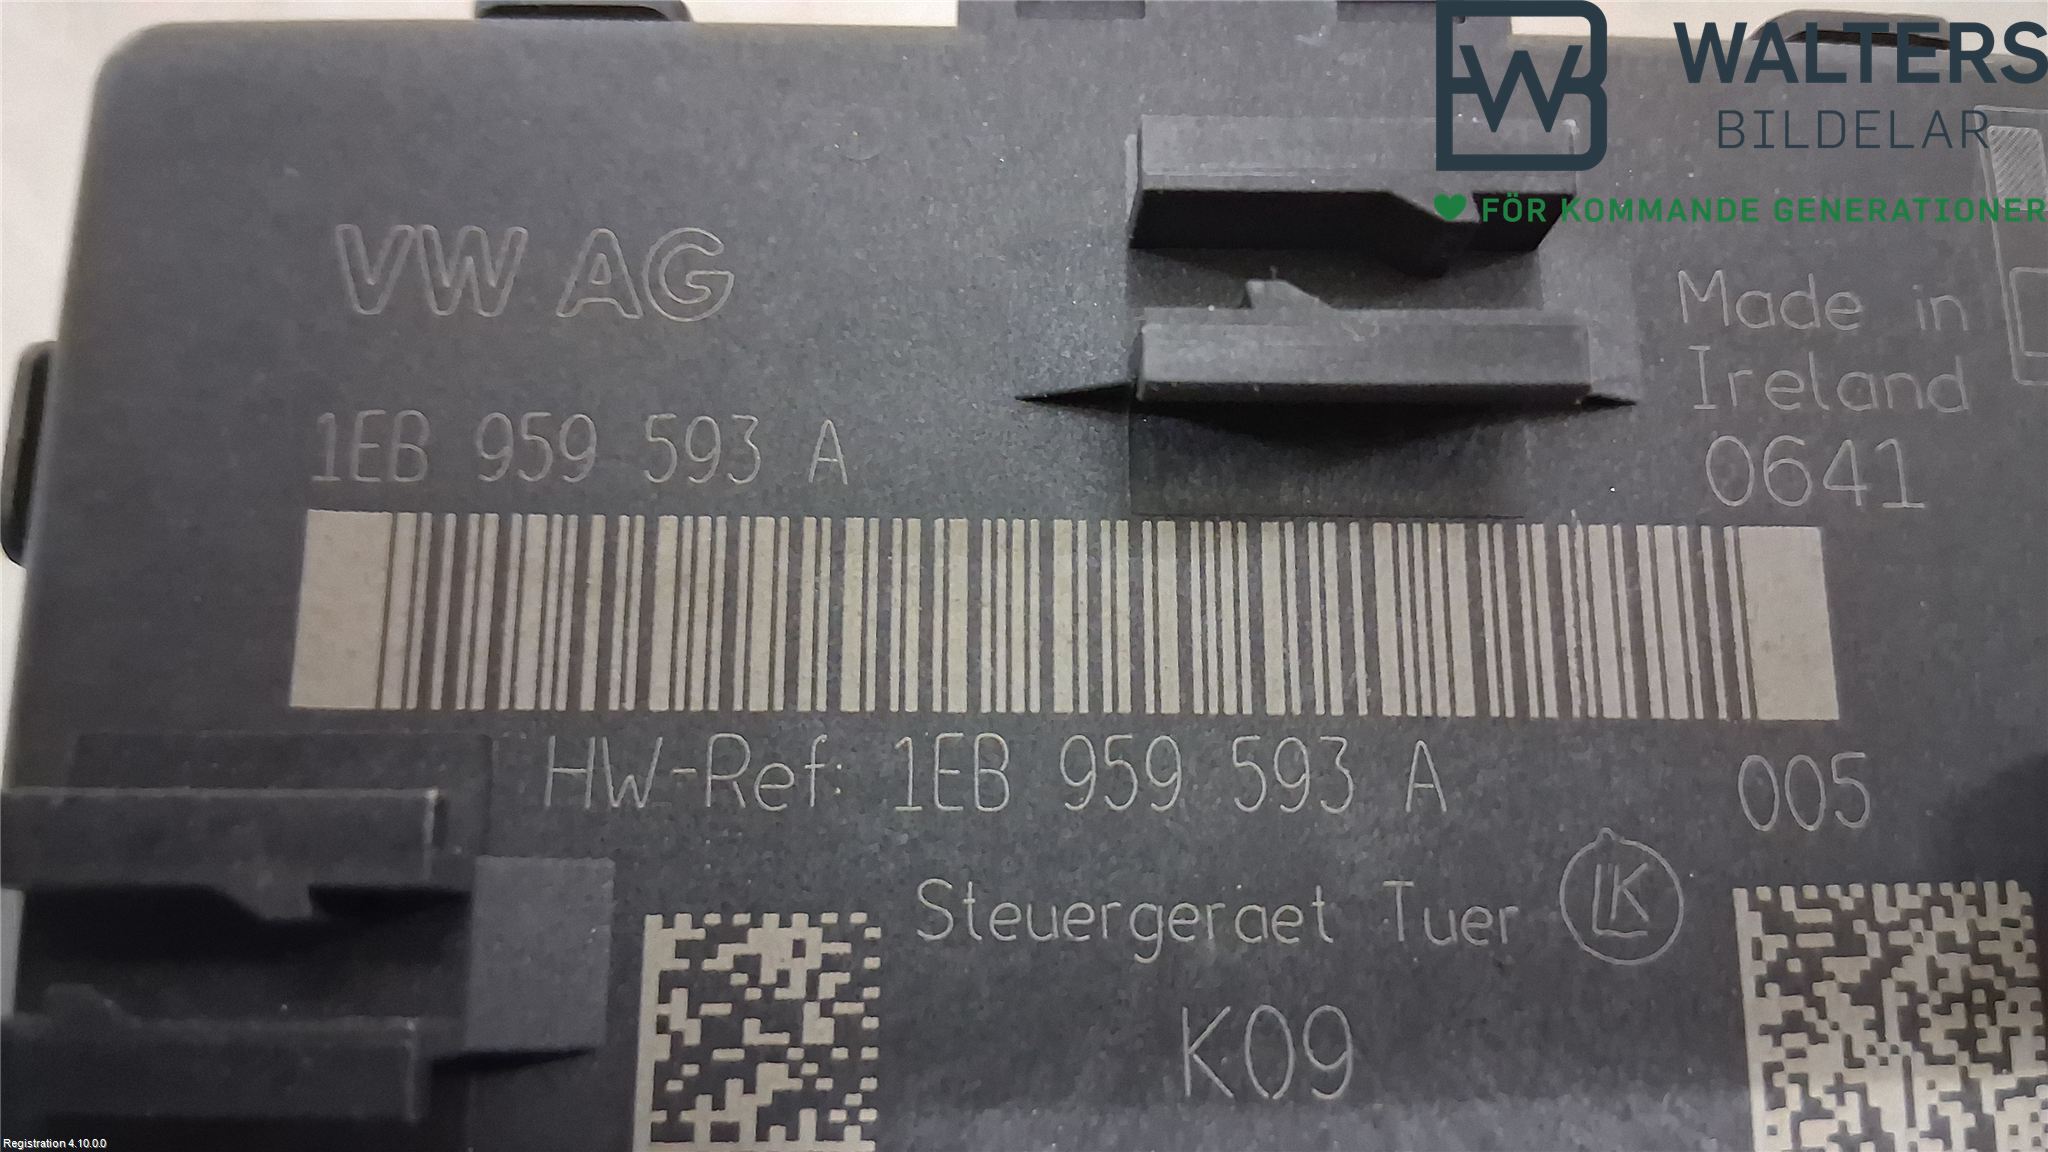 WALTERS
BILDELAR
FÖR KOMMANDE GENERATIONER
VW AG
Made in
Ireland
0641
1EB 959 593 A
HW-Ref: 1EB 959 593 A 005
Steuergeraet Tuer LK
K09
Registration 4.10.0.0